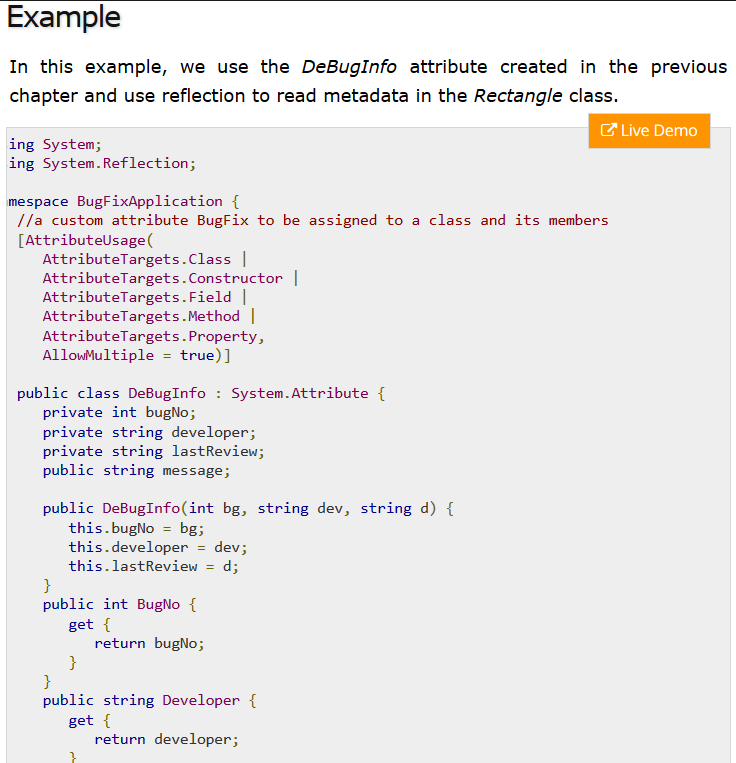 Example
In this example, we use the DeBugInfo attribute created in the previous
chapter and use reflection to read metadata in the Rectangle class.
Live Demo
ing System;
ing System.Reflection;
mespace BugFixApplication {
//a custom attribute BugFix to be assigned to a class and its members
[AttributeUsage(
AttributeTargets.Class |
AttributeTargets.Constructor |
AttributeTargets.Field |
AttributeTargets.Method |
AttributeTargets.Property,
AllowMultiple = true)]
public class DeBugInfo : System.Attribute {
private int bugNo;
private string developer;
private string lastReview;
public string message;
public DeBugInfo(int bg, string dev, string d) {
this.bugNo = bg;
this.developer = dev;
this.lastReview = d;
}
public int BugNo {
get {
return bugNo;
}
}
public string Developer {
get {
return developer;
}